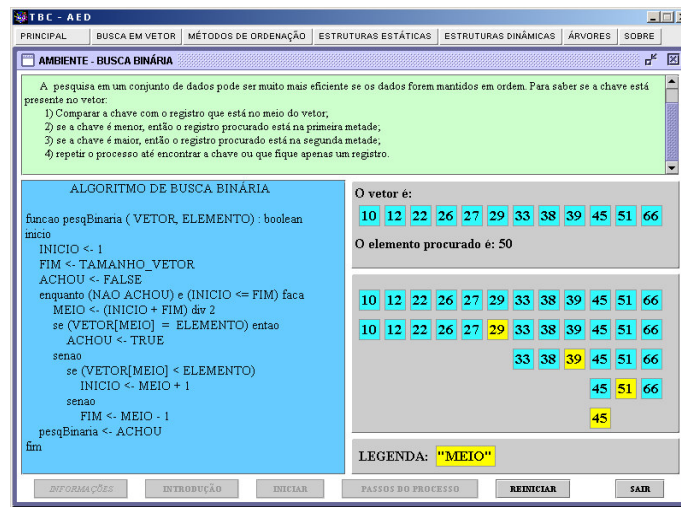 TBC - AED
PRINCIPAL BUSCA EM VETOR MÉTODOS DE ORDENAÇÃO ESTRUTURAS ESTÁTICAS ESTRUTURAS DINÂMICAS ÁRVORES SOBRE
AMBIENTE - BUSCA BINÁRIA
A pesquisa em um conjunto de dados pode ser muito mais eficiente se os dados forem mantidos em ordem. Para saber se a chave está
presente no vetor:
1) Comparar a chave com o registro que está no meio do vetor;
2) se a chave é menor, então o registro procurado está na primeira
metade;
3) se a chave é maior, então o registro procurado está na segunda
metade;
4) repetir o processo até encontrar a chave ou que fique apenas um registro.
ALGORITMO DE BUSCA BINÁRIA
funcao pesqBinaria ( VETOR, ELEMENTO) : boolean
inicio
INICIO <- 1
FIM <- TAMANHO_VETOR
ACHOU <- FALSE
enquanto (NAO ACHOU) e (INICIO <= FIM) faca
MEIO <- (INICIO + FIM) div 2
se (VETOR[MEIO] = ELEMENTO) entao
ACHOU <- TRUE
senao
se (VETOR[MEIO] < ELEMENTO)
INICIO <- MEIO + 1
senao
FIM <- MEIO - 1
pesqBinaria <- ACHOU
fim
O vetor é:
10 12 22 26 27 29 33 38 39 45 51 66
O elemento procurado é: 50
10 12 22 26 27 29 33 38 39 45 51 66
10 12 22 26 27 29 33 38 39 45 51 66
33 38 39 45 51 66
45 51 66
45
LEGENDA: "MEIO"
INFORMAÇÕES INTRODUÇÃO INICIAR PASSOS DO PROCESSO REINICIAR SAIR